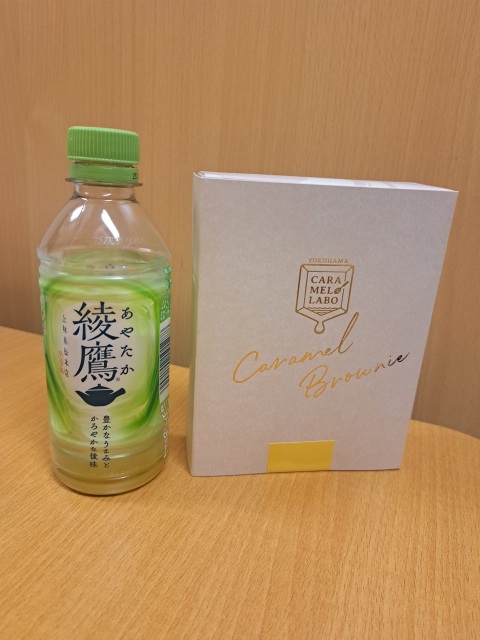 あやたか
綾鷹
上林春松本店
豊かなうまみと
かろやかな後味
YOKOHAMA
CARA
MEL
LABO
Caramel
Brownie